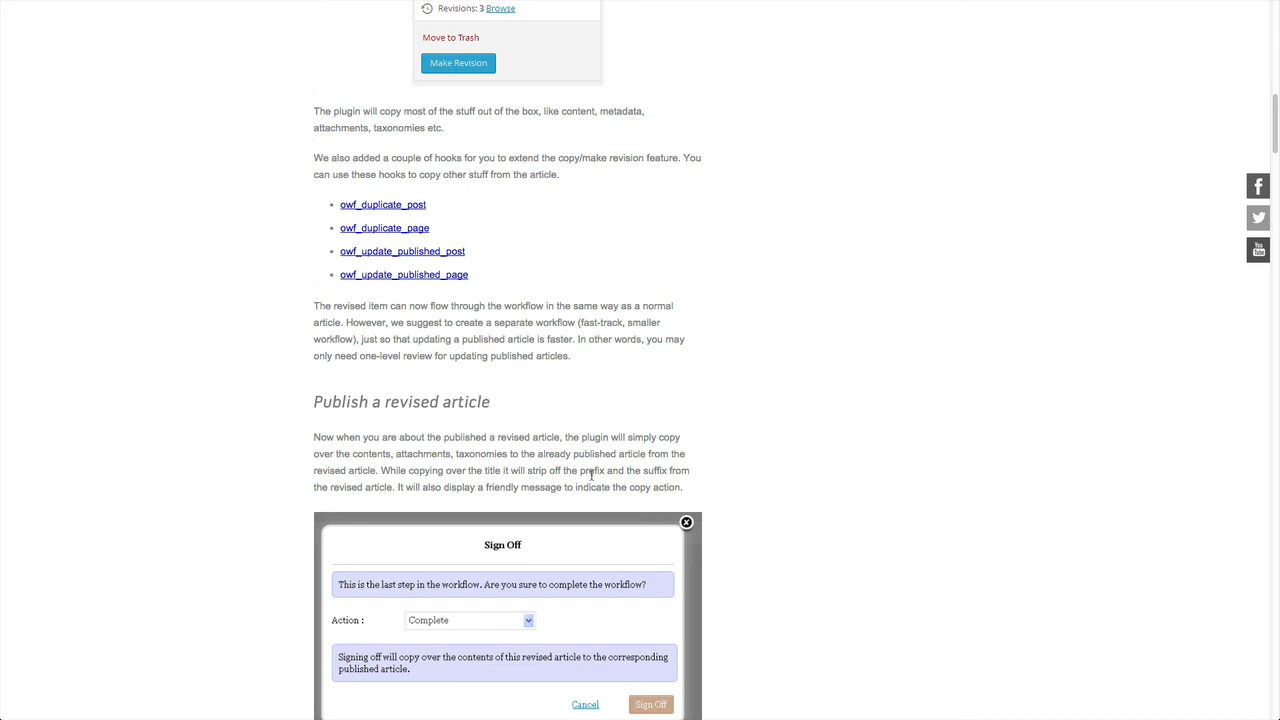 Revisions: 3 Browse
Move to Trash
Make Revision
The plugin will copy most of the stuff out of the box, like content, metadata,
attachments, taxonomies etc.
We also added a couple of hooks for you to extend the copy/make revision feature. You
can use these hooks to copy other stuff from the article.
owf_duplicate_post
owf_duplicate_page
owf_update_published_post
owf_update_published_page
The revised item can now flow through the workflow in the same way as a normal
article. However, we suggest to create a separate workflow (fast-track, smaller
workflow), just so that updating a published article is faster. In other words, you may
only need one-level review for updating published articles.
Publish a revised article
Now when you are about the published a revised article, the plugin will simply copy
over the contents, attachments, taxonomies to the already published article from the
revised article. While copying over the title it will strip off the prefix and the suffix from
the revised article. It will also display a friendly message to indicate the copy action.
Sign Off
This is the last step in the workflow. Are you sure to complete the workflow?
Action : Complete
Signing off will copy over the contents of this revised article to the corresponding
published article.
Cancel Sign Off
You
Tube